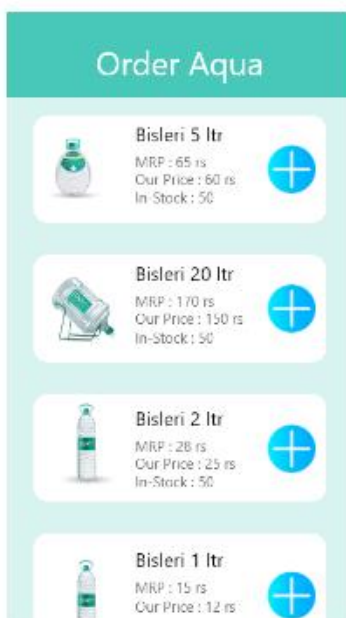 Order Aqua
Bisleri 5 ltr
MRP : 65 rs
Our Price : 60 rs
In-Stock : 50
Bisleri 20 ltr
MRP : 170 rs
Our Price : 150 rs
In-Stock : 50
Bisleri 2 ltr
MRP : 28 rs
Our Price : 25 rs
In-Stock : 50
Bisleri 1 ltr
MRP : 15 rs
Our Price : 12 rs